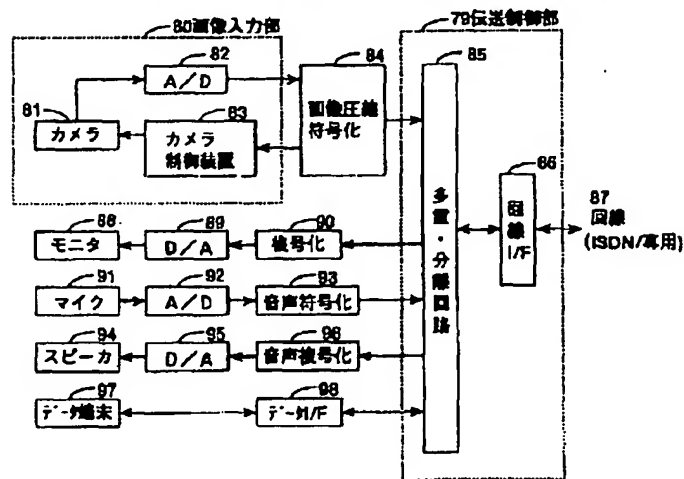 80画像入力部
79伝送制御部
82
84
85
A/D
81
83
画像圧縮
符号化
カメラ
カメラ
制御装置
86
87
回線
(ISDN/専用)
回線
I/F
多重・分離回路
88
89
90
モニタ
D/A
復号化
91
92
93
マイク
A/D
音声符号化
94
95
96
スピーカ
D/A
音声復号化
97
98
データ端末
データI/F